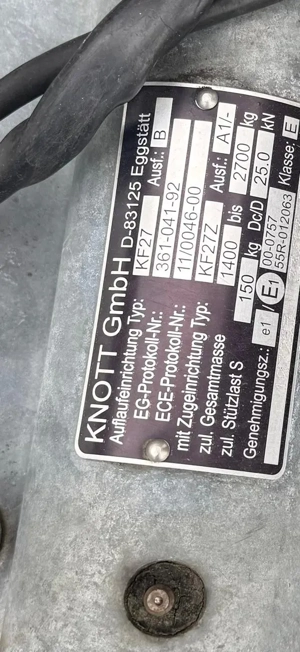 KNOTT GmbH D-83125 Eggstätt
Auflaufeinrichtung Typ: KF27 Ausf.: B
EG-Protokoll-Nr.: 361-041-92
ECE-Protokoll-Nr.: 11/0046-00
mit Zugeinrichtung Typ: KF27Z Ausf.: A1/-
zul. Gesamtmasse 1400 bis 2700 kg
zul. Stützlast S 150 kg Dc/D 25.0 kN
Genehmigungsz.: e1 00-0757 Klasse: E
E1 55R-012063